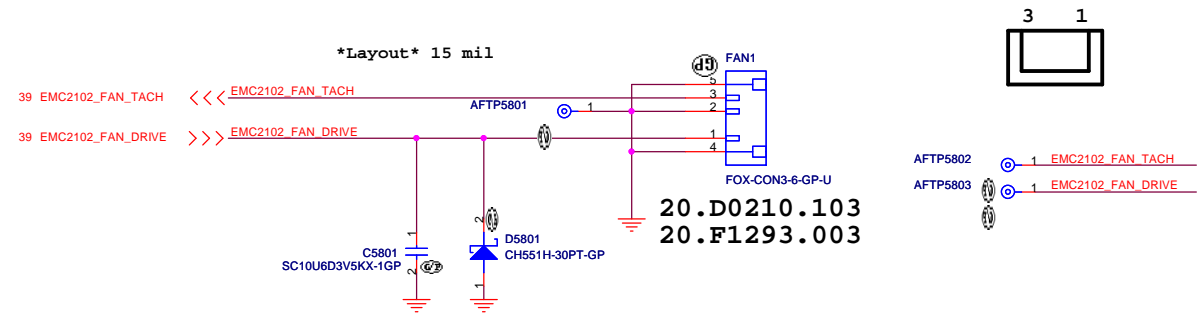 3 1
*Layout* 15 mil
GP
FAN1
5
39 EMC2102_FAN_TACH
EMC2102_FAN_TACH
3
AFTP5801
1
2
39 EMC2102_FAN_DRIVE
EMC2102_FAN_DRIVE
1
4
AFTP5802
1
EMC2102_FAN_TACH
FOX-CON3-6-GP-U
AFTP5803
1
EMC2102_FAN_DRIVE
20.D0210.103
20.F1293.003
1
2
C5801
SC10U6D3V5KX-1GP
2
D5801
CH551H-30PT-GP
1